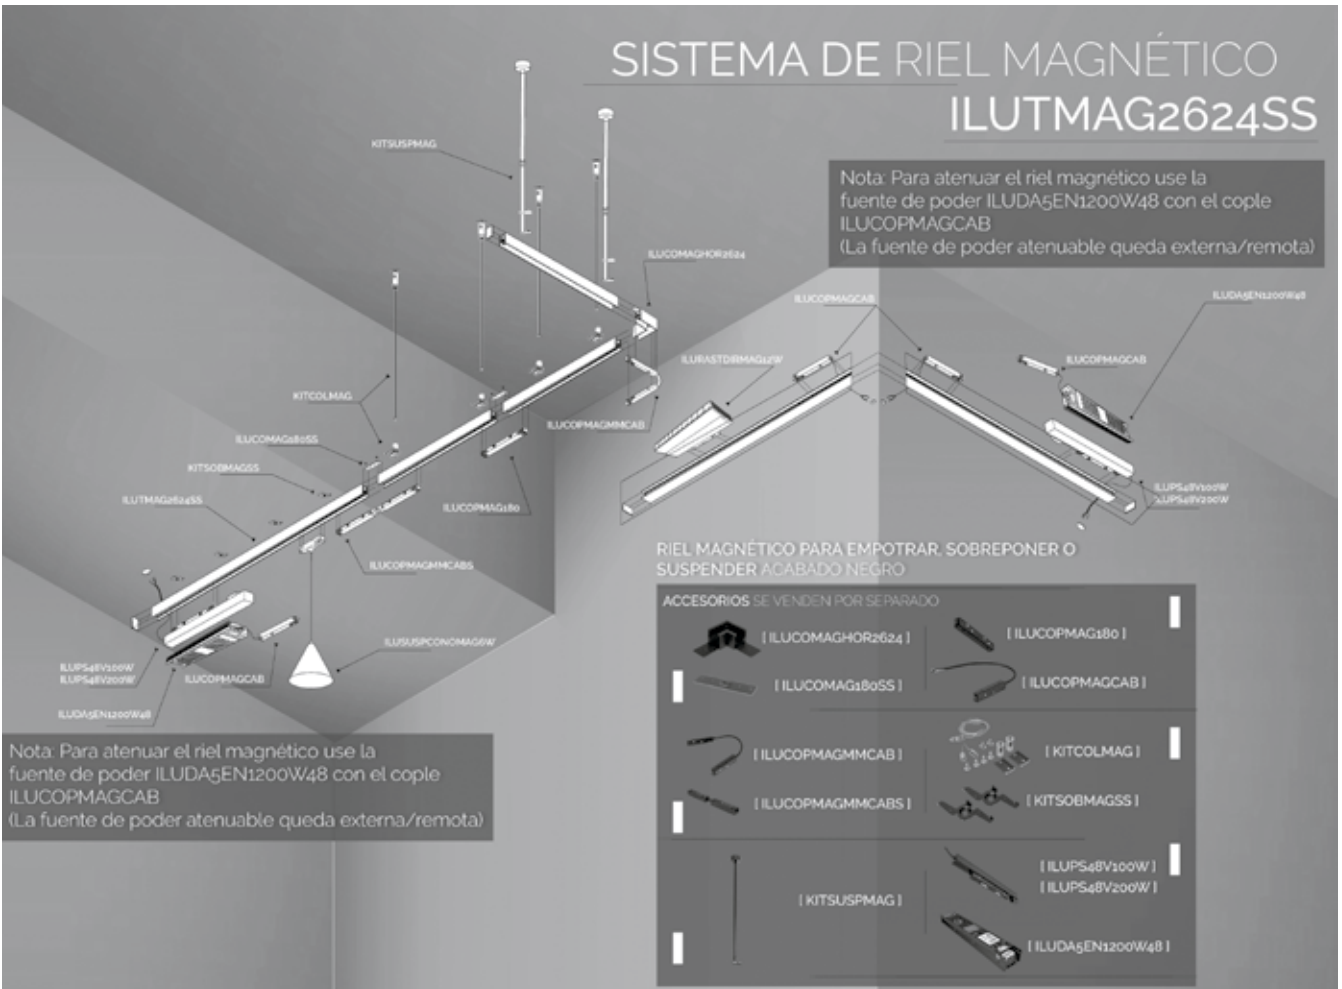 SISTEMA DE RIEL MAGNÉTICO
ILUTMAG2624SS
Nota: Para atenuar el riel magnético use la
fuente de poder ILUDA5EN1200W48 con el cople
ILUCOPMAGCAB
(La fuente de poder atenuable queda externa/remota)
KITSUSPMAG
ILUCOMAGHOR2624
ILUCOPMAGCAB
ILUDA5EN1200W48
ILURASTDIRMAG12W
ILUCOPMAGCAB
KITCOLMAG
ILUCOPMAGMMCAB
ILUCOMAG180SS
KITSOBMAGSS
ILUTMAG2624SS
ILUCOPMAG180
ILUPS48V100W
ILUPS48V200W
ILUCOPMAGMMCABS
ILUSUSPCONOMAG6W
ILUPS48V100W
ILUPS48V200W
ILUCOPMAGCAB
ILUDA5EN1200W48
Nota: Para atenuar el riel magnético use la
fuente de poder ILUDA5EN1200W48 con el cople
ILUCOPMAGCAB
(La fuente de poder atenuable queda externa/remota)
RIEL MAGNÉTICO PARA EMPOTRAR, SOBREPONER O
SUSPENDER ACABADO NEGRO
ACCESORIOS SE VENDEN POR SEPARADO
[ ILUCOMAGHOR2624 ]
[ ILUCOPMAG180 ]
[ ILUCOMAG180SS ]
[ ILUCOPMAGCAB ]
[ ILUCOPMAGMMCAB ]
[ KITCOLMAG ]
[ ILUCOPMAGMMCABS ]
[ KITSOBMAGSS ]
[ KITSUSPMAG ]
[ ILUPS48V100W ]
[ ILUPS48V200W ]
[ ILUDA5EN1200W48 ]